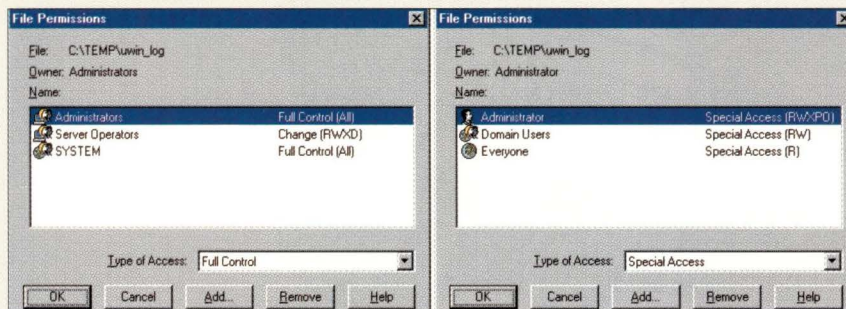 File Permissions
File: C:\TEMP\uwin_log
Owner: Administrators
Name:
Administrators Full Control (All)
Server Operators Change (RWXD)
SYSTEM Full Control (All)
Type of Access: Full Control
OK Cancel Add... Remove Help
File Permissions
File: C:\TEMP\uwin_log
Owner: Administrator
Name:
Administrator Special Access (RWXPO)
Domain Users Special Access (RW)
Everyone Special Access (R)
Type of Access: Special Access
OK Cancel Add... Remove Help